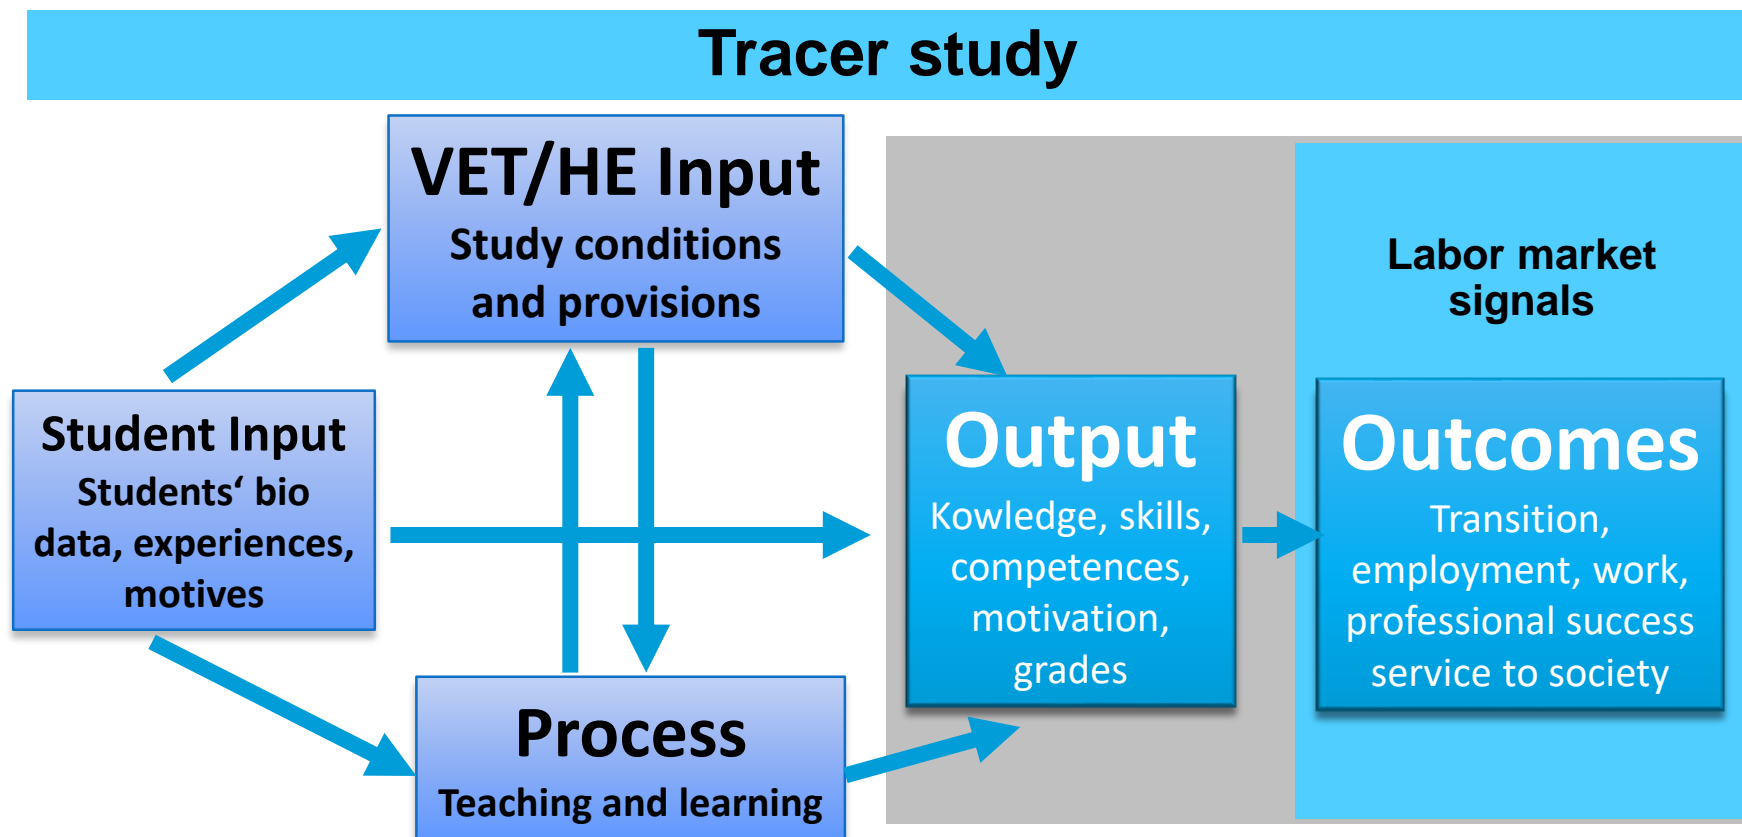 Tracer study
VET/HE Input
Study conditions
and provisions
Labor market
signals
Student Input
Students‘ bio
data, experiences,
motives
Output
Kowledge, skills,
competences,
motivation,
grades
Outcomes
Transition,
employment, work,
professional success
service to society
Process
Teaching and learning